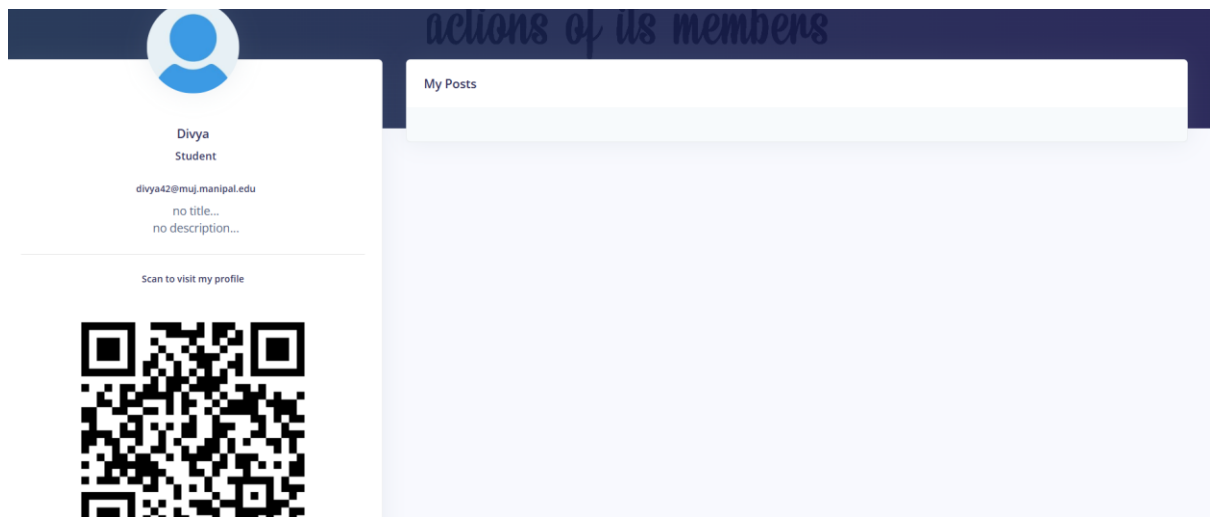 actions of its members
My Posts
Divya
Student
divya42@muj.manipal.edu
no title...
no description...
Scan to visit my profile